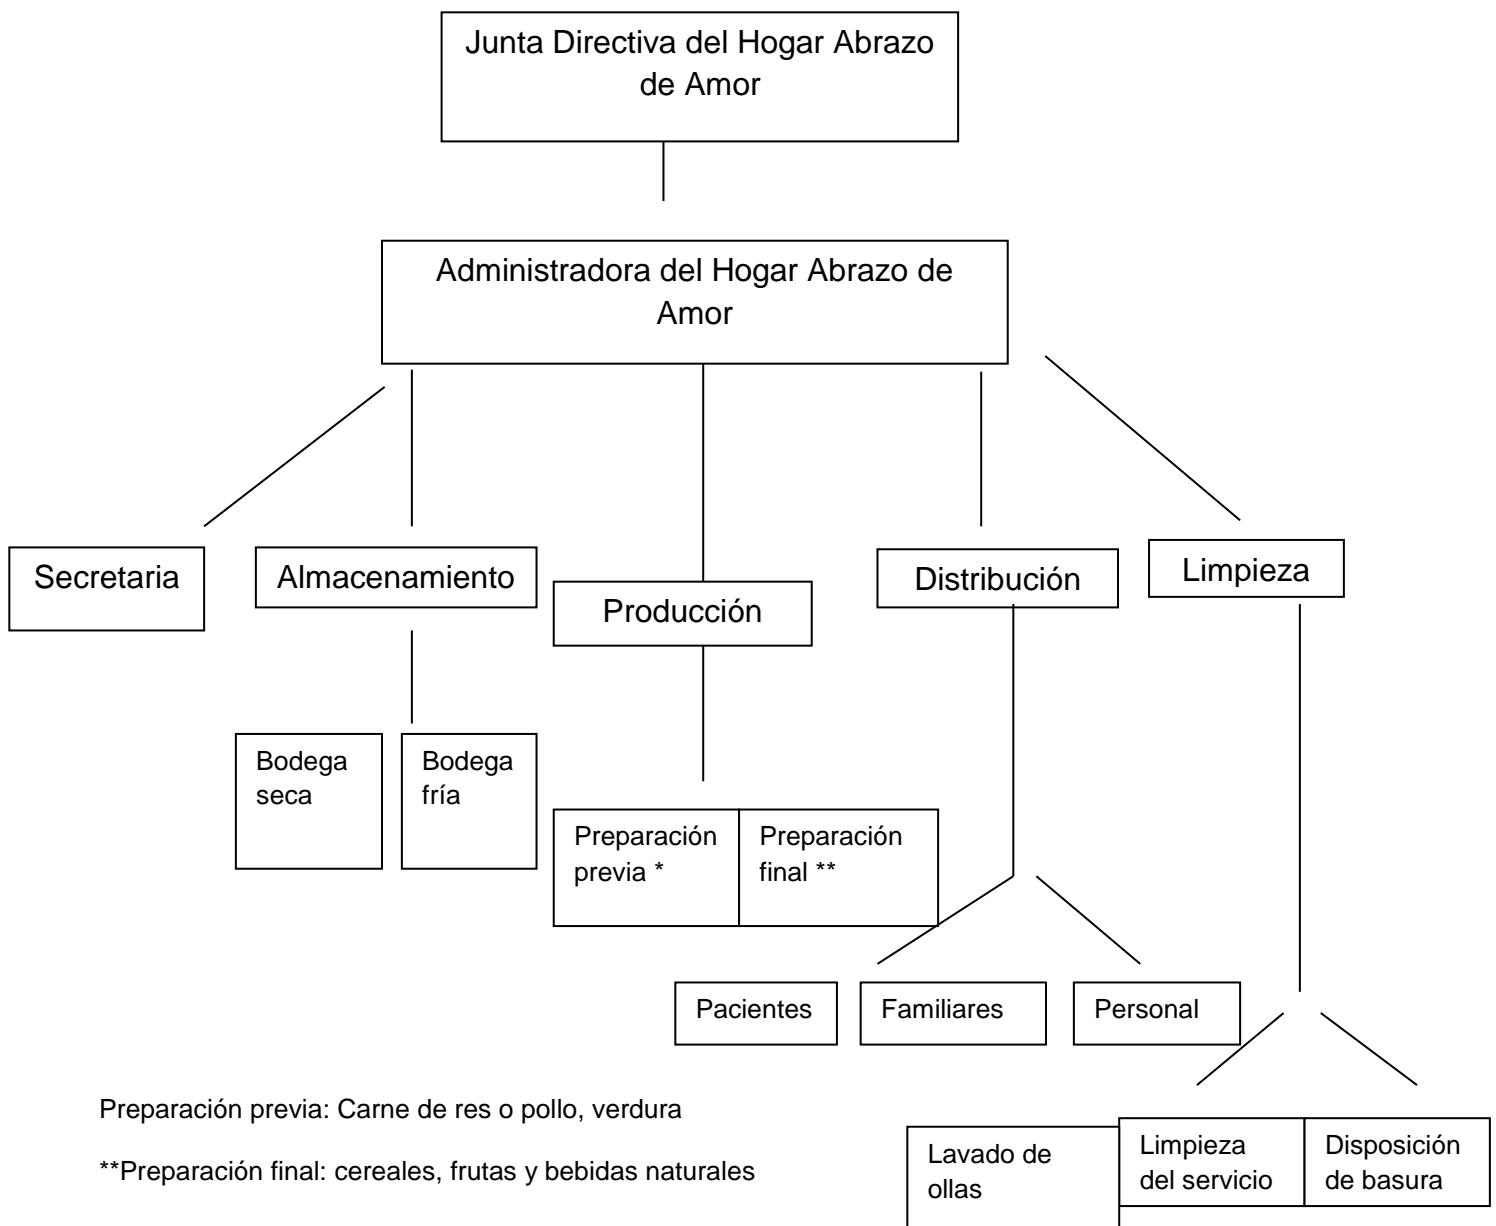 Junta Directiva del Hogar Abrazo
de Amor
Administradora del Hogar Abrazo de
Amor
Secretaria
Almacenamiento
Producción
Distribución
Limpieza
Bodega
seca
Bodega
fría
Preparación
previa *
Preparación
final **
Pacientes
Familiares
Personal
Preparación previa: Carne de res o pollo, verdura
**Preparación final: cereales, frutas y bebidas naturales
Lavado de
ollas
Limpieza
del servicio
Disposición
de basura